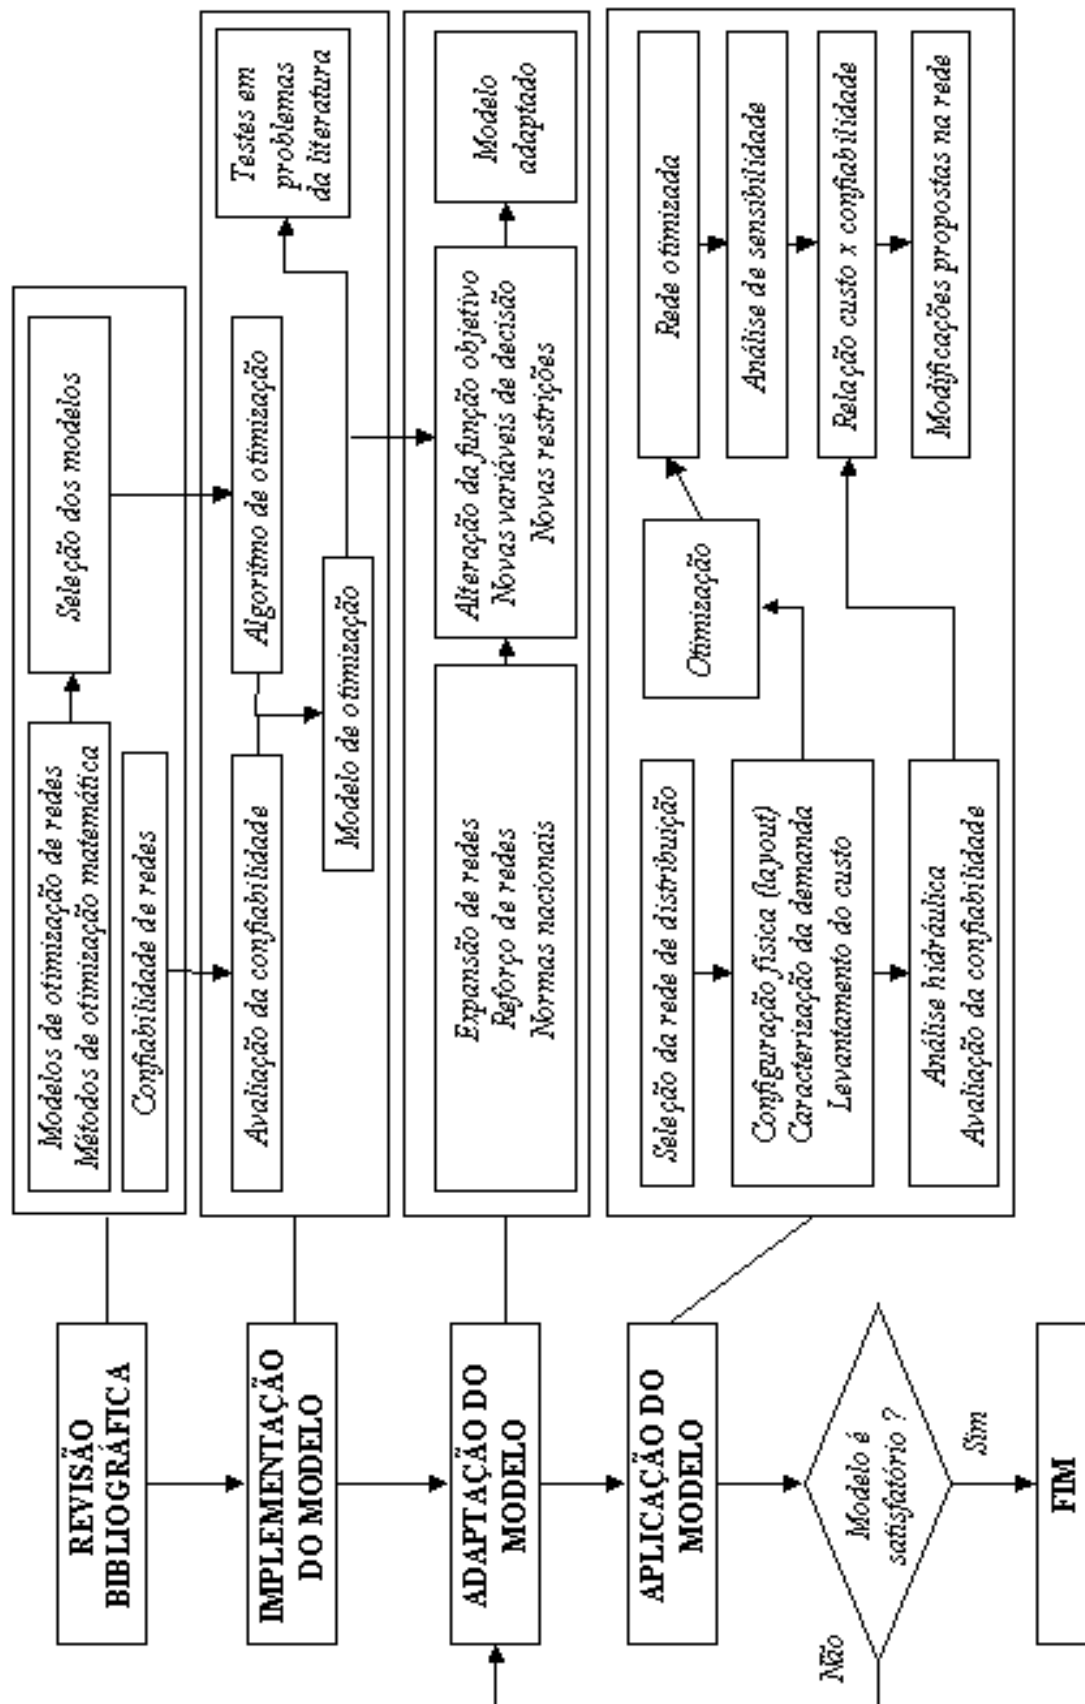 REVISÃO
BIBLIOGRÁFICA
Modelos de otimização de redes
Métodos de otimização matemática
Confiabilidade de redes
Seleção dos modelos
IMPLEMENTAÇÃO
DO MODELO
Avaliação da confiabilidade
Algoritmo de otimização
Modelo de otimização
Testes em
problemas
da literatura
ADAPTAÇÃO DO
MODELO
Expansão de redes
Reforço de redes
Normas nacionais
Alteração da função objetivo
Novas variáveis de decisão
Novas restrições
Modelo
adaptado
APLICAÇÃO DO
MODELO
Seleção da rede de distribuição
Configuração física (layout)
Caracterização da demanda
Levantamento do custo
Análise hidráulica
Avaliação da confiabilidade
Otimização
Rede otimizada
Análise de sensibilidade
Relação custo x confiabilidade
Modificações propostas na rede
Modelo é
satisfatório ?
Não
Sim
FIM